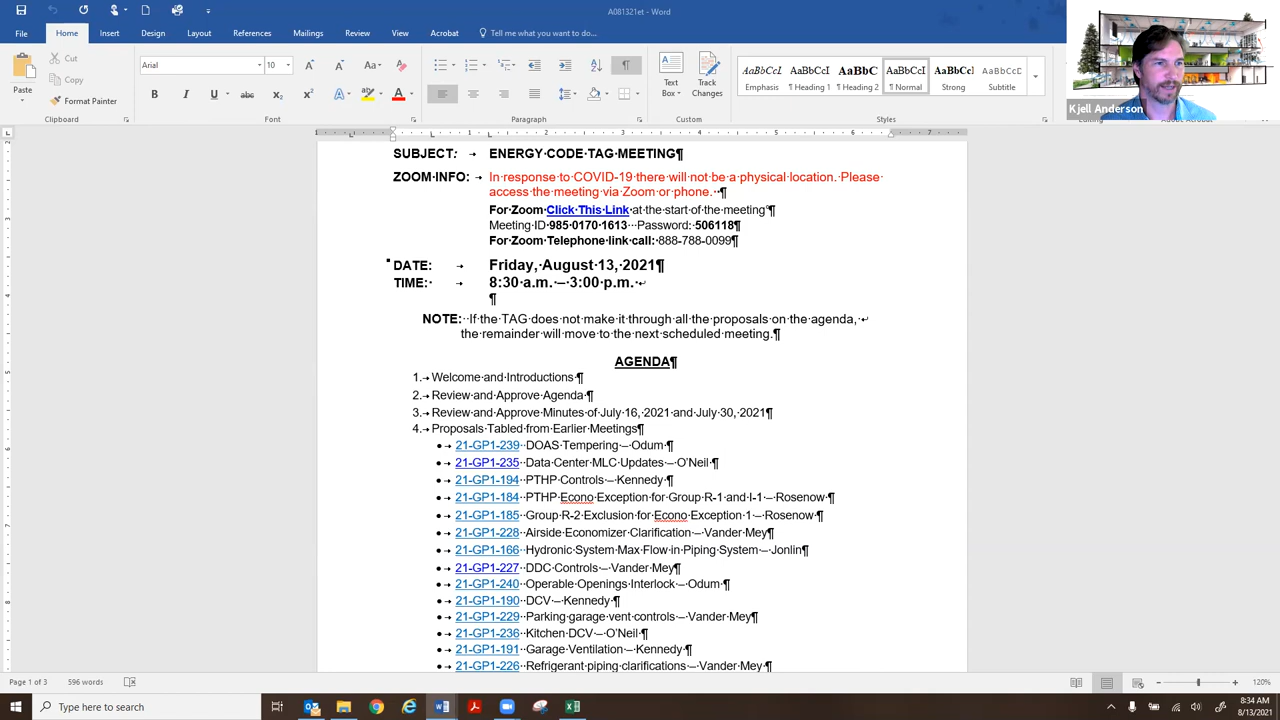 A081321et - Word
File Home Insert Design Layout References Mailings Review View Acrobat Tell me what you want to do...
Paste
Cut
Copy
Format Painter
Clipboard
Arial 10
Font
Paragraph
Text Box
Track Changes
AaBbCcI Emphasis
AaBbCcI ¶ Heading 1
AaBbC ¶ Heading 2
AaBbCcI ¶ Normal
AaBbCc Strong
AaBbCcD Subtitle
Styles
Kjell Anderson
SUBJECT: ENERGY CODE TAG MEETING¶
ZOOM INFO: In response to COVID-19 there will not be a physical location. Please
access the meeting via Zoom or phone. ¶
For Zoom Click This Link at the start of the meeting ¶
Meeting ID 985 0170 1613 Password: 506118¶
For Zoom Telephone link call: 888-788-0099¶
DATE: Friday, August 13, 2021¶
TIME: 8:30 a.m. – 3:00 p.m.
¶
NOTE: If the TAG does not make it through all the proposals on the agenda,
the remainder will move to the next scheduled meeting.¶
AGENDA¶
1. Welcome and Introductions ¶
2. Review and Approve Agenda ¶
3. Review and Approve Minutes of July 16, 2021 and July 30, 2021¶
4. Proposals Tabled from Earlier Meetings¶
• 21-GP1-239 DOAS Tempering – Odum ¶
• 21-GP1-235 Data Center MLC Updates – O'Neil ¶
• 21-GP1-194 PTHP Controls – Kennedy ¶
• 21-GP1-184 PTHP Econo Exception for Group R-1 and I-1 – Rosenow ¶
• 21-GP1-185 Group R-2 Exclusion for Econo Exception 1 – Rosenow ¶
• 21-GP1-228 Airside Economizer Clarification – Vander Mey¶
• 21-GP1-166 Hydronic System Max Flow in Piping System – Jonlin¶
• 21-GP1-227 DDC Controls – Vander Mey¶
• 21-GP1-240 Operable Openings Interlock – Odum ¶
• 21-GP1-190 DCV – Kennedy ¶
• 21-GP1-229 Parking garage vent controls – Vander Mey¶
• 21-GP1-236 Kitchen DCV – O'Neil ¶
• 21-GP1-191 Garage Ventilation – Kennedy ¶
• 21-GP1-226 Refrigerant piping clarifications – Vander Mey ¶
Page 1 of 3 596 words 120%
Type here to search
8:34 AM
8/13/2021